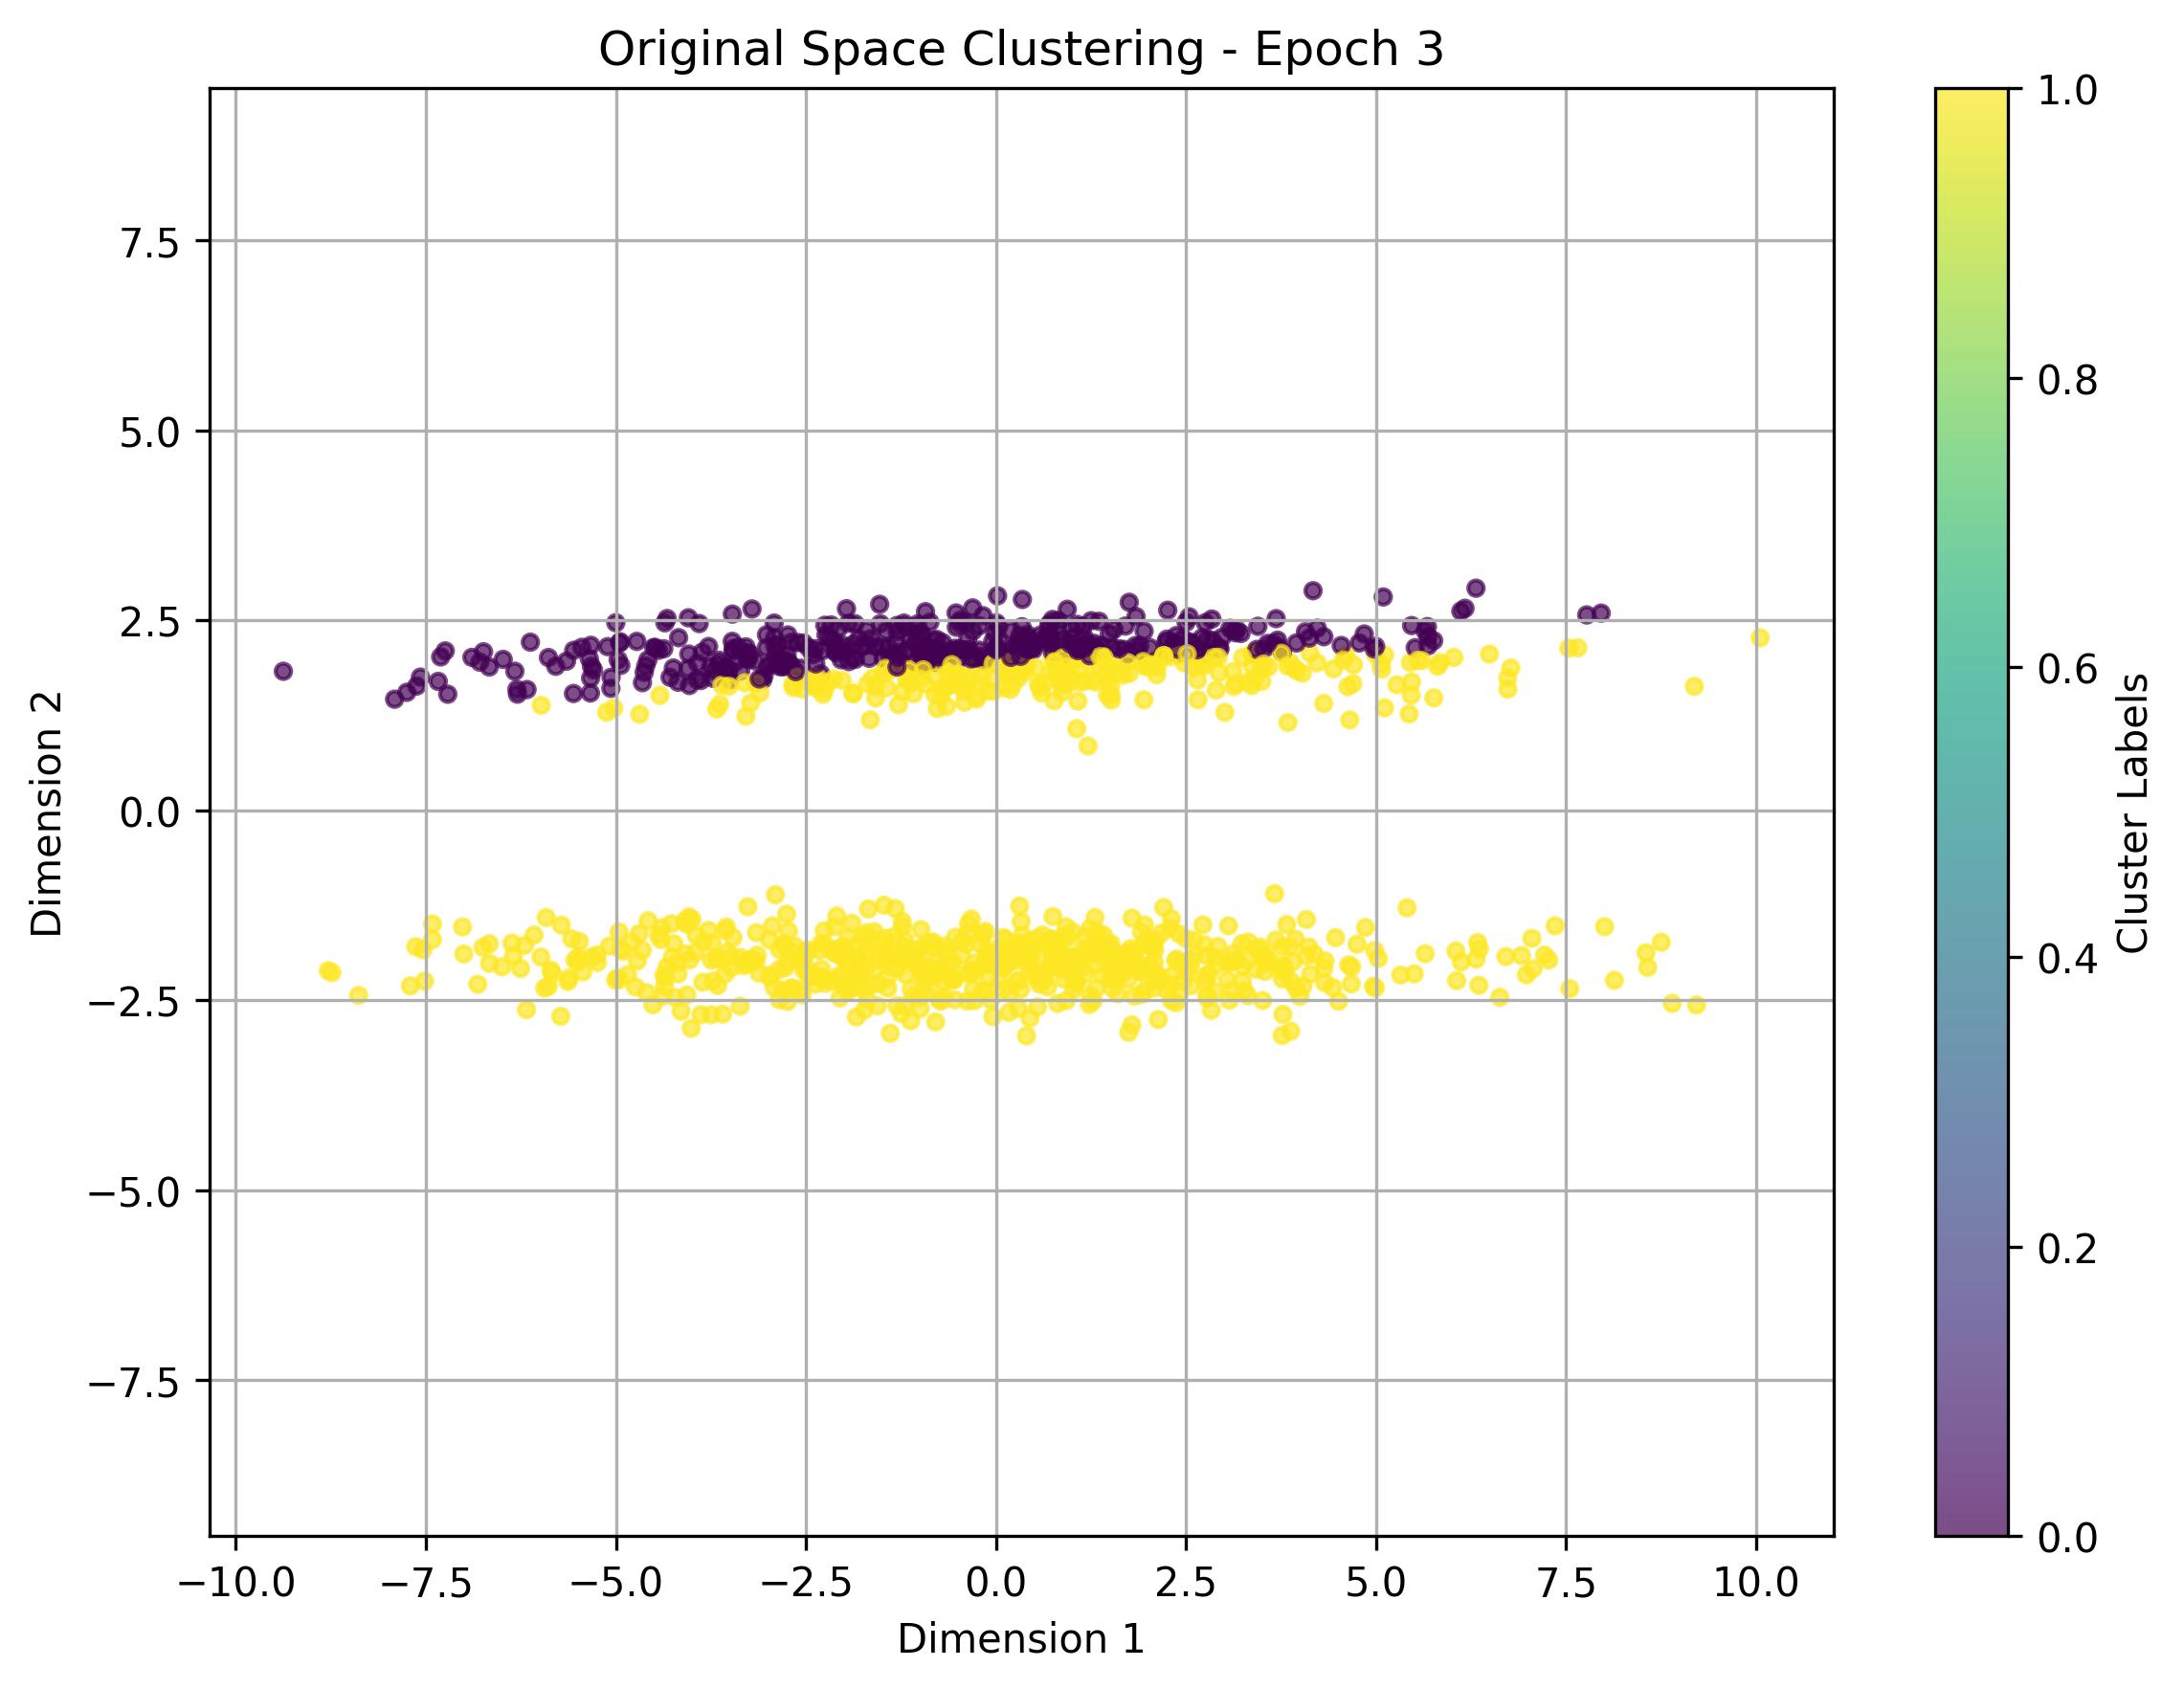 Original Space Clustering - Epoch 3
1.0
0.8
0.6
0.4
0.2
0.0
Cluster Labels
7.5
5.0
2.5
0.0
−2.5
−5.0
−7.5
Dimension 2
−10.0 −7.5 −5.0 −2.5 0.0 2.5 5.0 7.5 10.0
Dimension 1